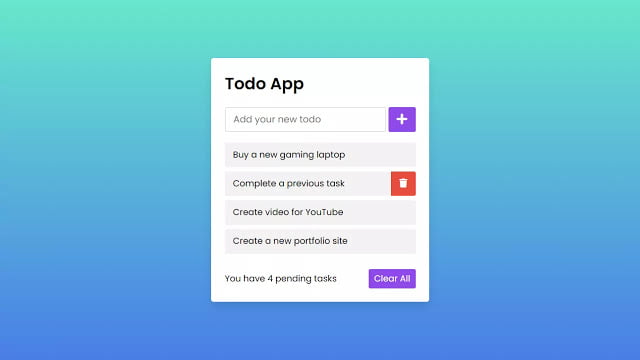 Todo App
Add your new todo
Buy a new gaming laptop
Complete a previous task
Create video for YouTube
Create a new portfolio site
You have 4 pending tasks Clear All